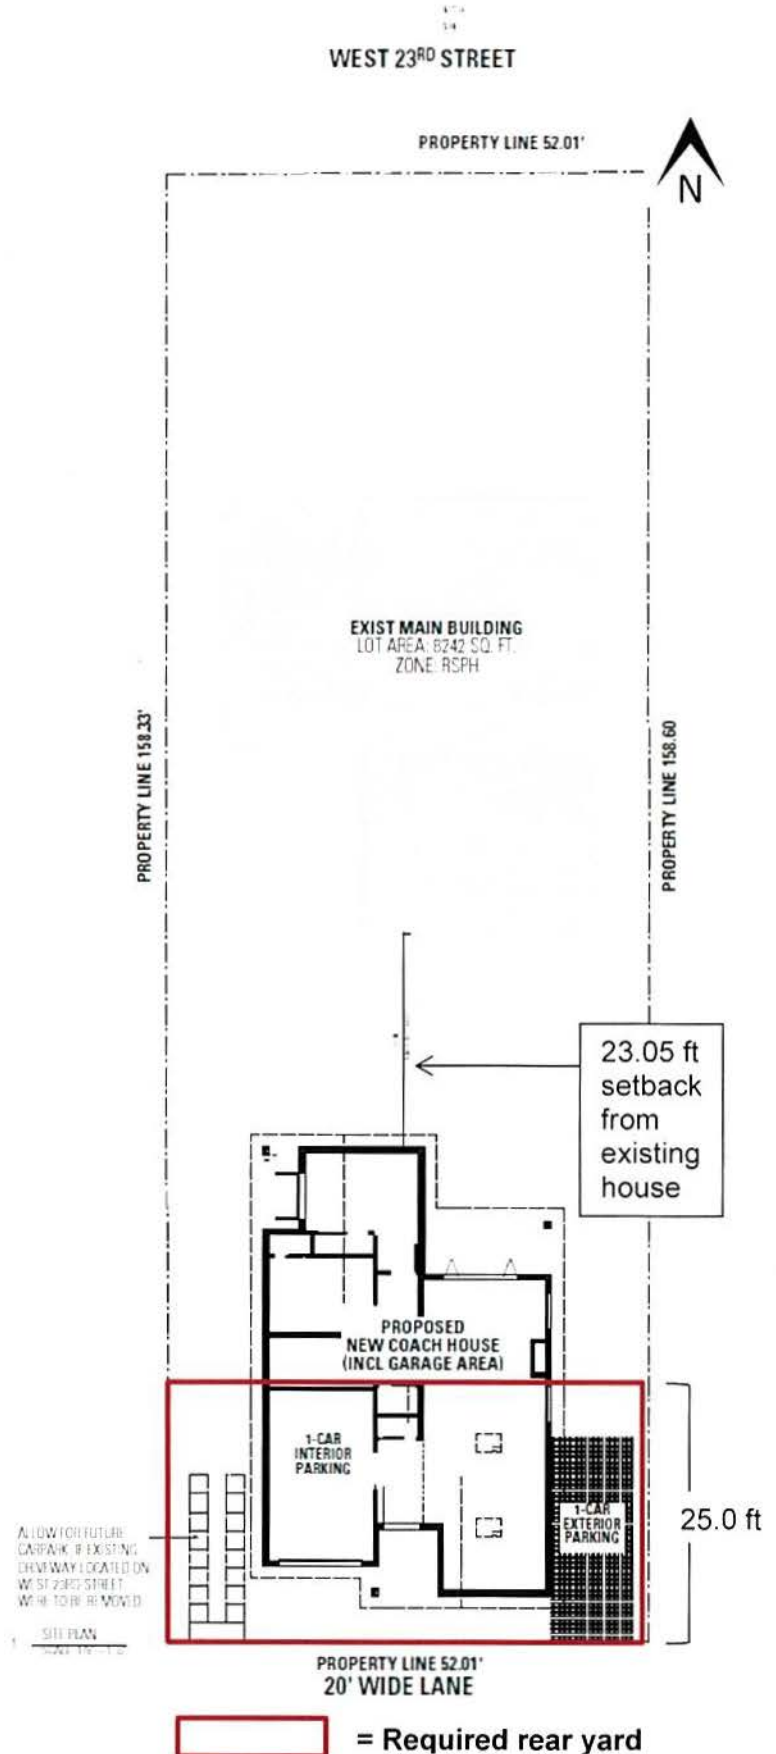 WEST 23RD STREET
PROPERTY LINE 52.01'
N
EXIST MAIN BUILDING
LOT AREA: 8242 SQ. FT.
ZONE: RSPH
PROPERTY LINE 158.33'
PROPERTY LINE 158.60
23.05 ft
setback
from
existing
house
PROPOSED
NEW COACH HOUSE
(INCL GARAGE AREA)
1-CAR
INTERIOR
PARKING
1-CAR
EXTERIOR
PARKING
25.0 ft
ALLOW FOR FUTURE
CARPARK IF EXISTING
DRIVEWAY LOCATED ON
WEST 23RD STREET
WERE TO BE REMOVED
1
SITE PLAN
PROPERTY LINE 52.01'
20' WIDE LANE
= Required rear yard